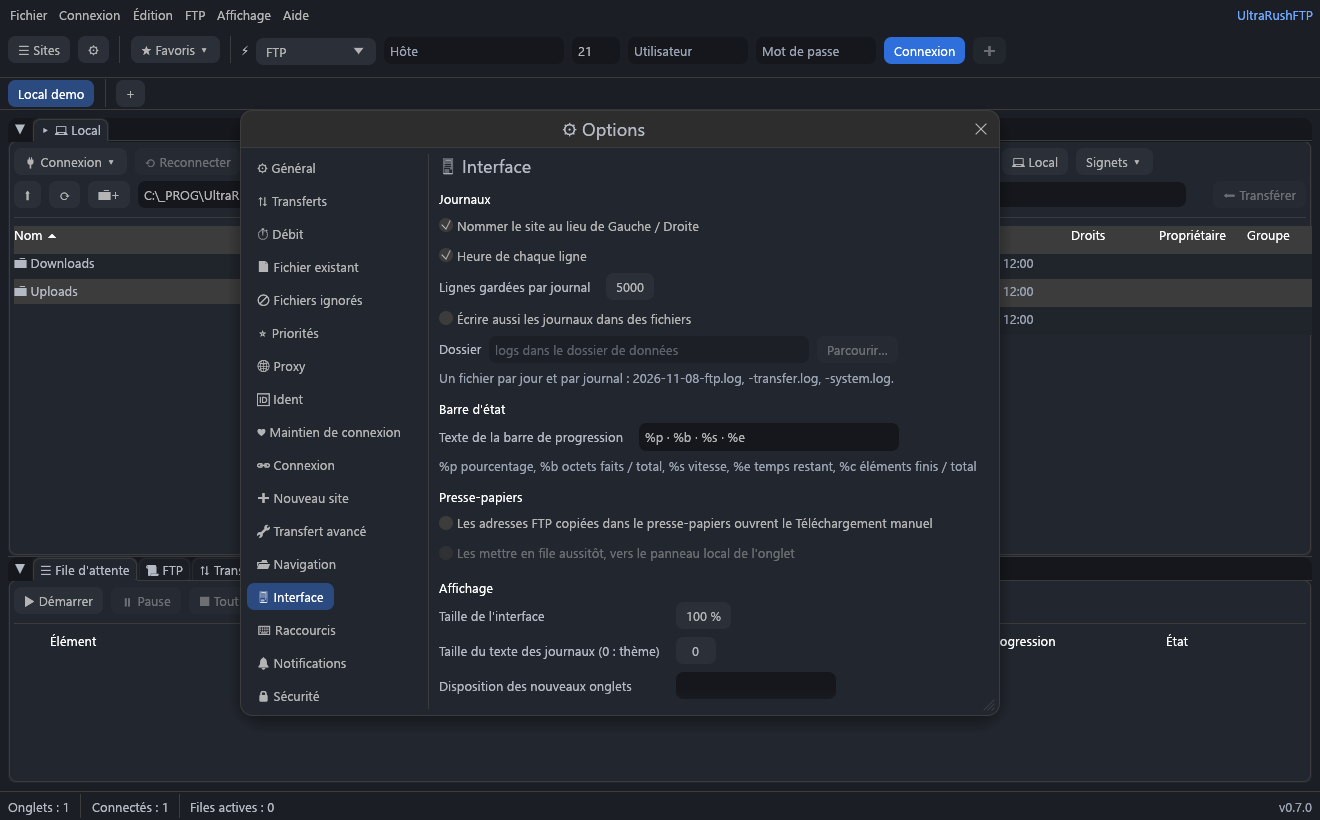 Fichier Connexion Édition FTP Affichage Aide UltraRushFTP
Sites Favoris FTP Hôte 21 Utilisateur Mot de passe Connexion +
Local demo +
Local
Options
Connexion Reconnecter Local Signets
C:\_PROG\UltraR Transférer
Nom Droits Propriétaire Groupe
Downloads 12:00
Uploads 12:00
12:00
Général
Transferts
Débit
Fichier existant
Fichiers ignorés
Priorités
Proxy
Ident
Maintien de connexion
Connexion
Nouveau site
Transfert avancé
Navigation
Interface
Raccourcis
Notifications
Sécurité
Interface
Journaux
Nommer le site au lieu de Gauche / Droite
Heure de chaque ligne
Lignes gardées par journal 5000
Écrire aussi les journaux dans des fichiers
Dossier logs dans le dossier de données Parcourir...
Un fichier par jour et par journal : 2026-11-08-ftp.log, -transfer.log, -system.log.
Barre d'état
Texte de la barre de progression %p · %b · %s · %e
%p pourcentage, %b octets faits / total, %s vitesse, %e temps restant, %c éléments finis / total
Presse-papiers
Les adresses FTP copiées dans le presse-papiers ouvrent le Téléchargement manuel
Les mettre en file aussitôt, vers le panneau local de l'onglet
Affichage
Taille de l'interface 100 %
Taille du texte des journaux (0 : thème) 0
Disposition des nouveaux onglets
File d'attente FTP Trans
Démarrer Pause Tout
Élément ogression État
Onglets : 1 Connectés : 1 Files actives : 0 v0.7.0